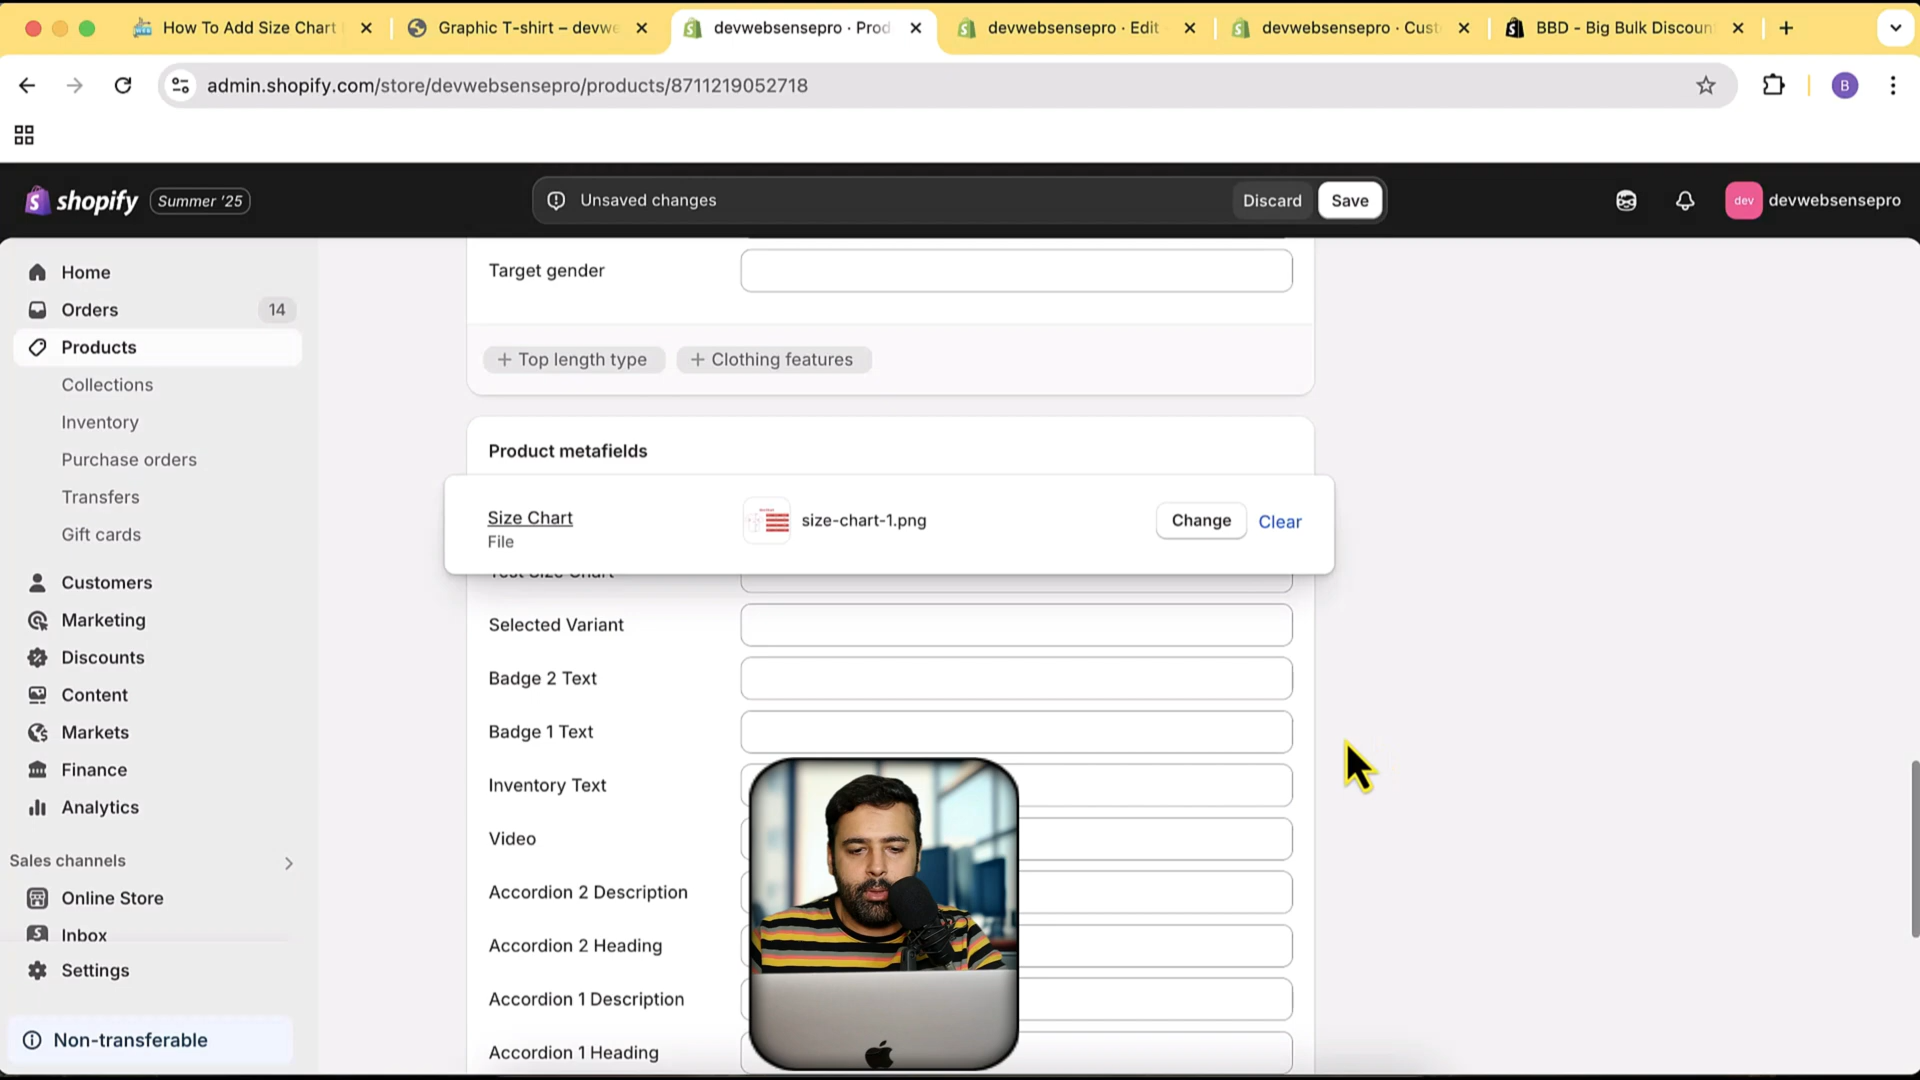 How To Add Size Chart
Graphic T-shirt – devwe
devwebsensepro · Prod
devwebsensepro · Edit
devwebsensepro · Cust
BBD - Big Bulk Discoun
admin.shopify.com/store/devwebsensepro/products/8711219052718
B
shopify
Summer '25
Unsaved changes
Discard
Save
dev
devwebsensepro
Home
Orders
14
Products
Collections
Inventory
Purchase orders
Transfers
Gift cards
Customers
Marketing
Discounts
Content
Markets
Finance
Analytics
Sales channels
Online Store
Inbox
Settings
Non-transferable
Target gender
+ Top length type
+ Clothing features
Product metafields
Size Chart
File
size-chart-1.png
Change
Clear
Test Size Chart
Selected Variant
Badge 2 Text
Badge 1 Text
Inventory Text
Video
Accordion 2 Description
Accordion 2 Heading
Accordion 1 Description
Accordion 1 Heading